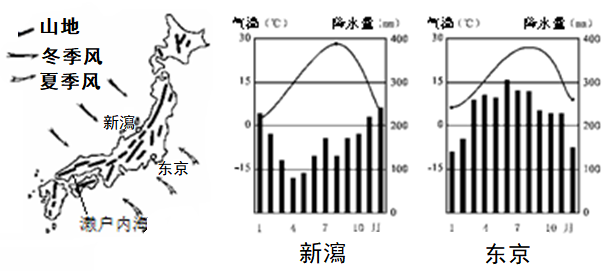 山地
冬季风
夏季风
新潟
东京
濑户内海
气温 (℃) 降水量 (mm)
30 400
15 300
0 200
-15 100
0
1 4 7 10 月
新潟
气温 (℃) 降水量 (mm)
30 400
15 300
0 200
-15 100
0
1 4 7 10 月
东京